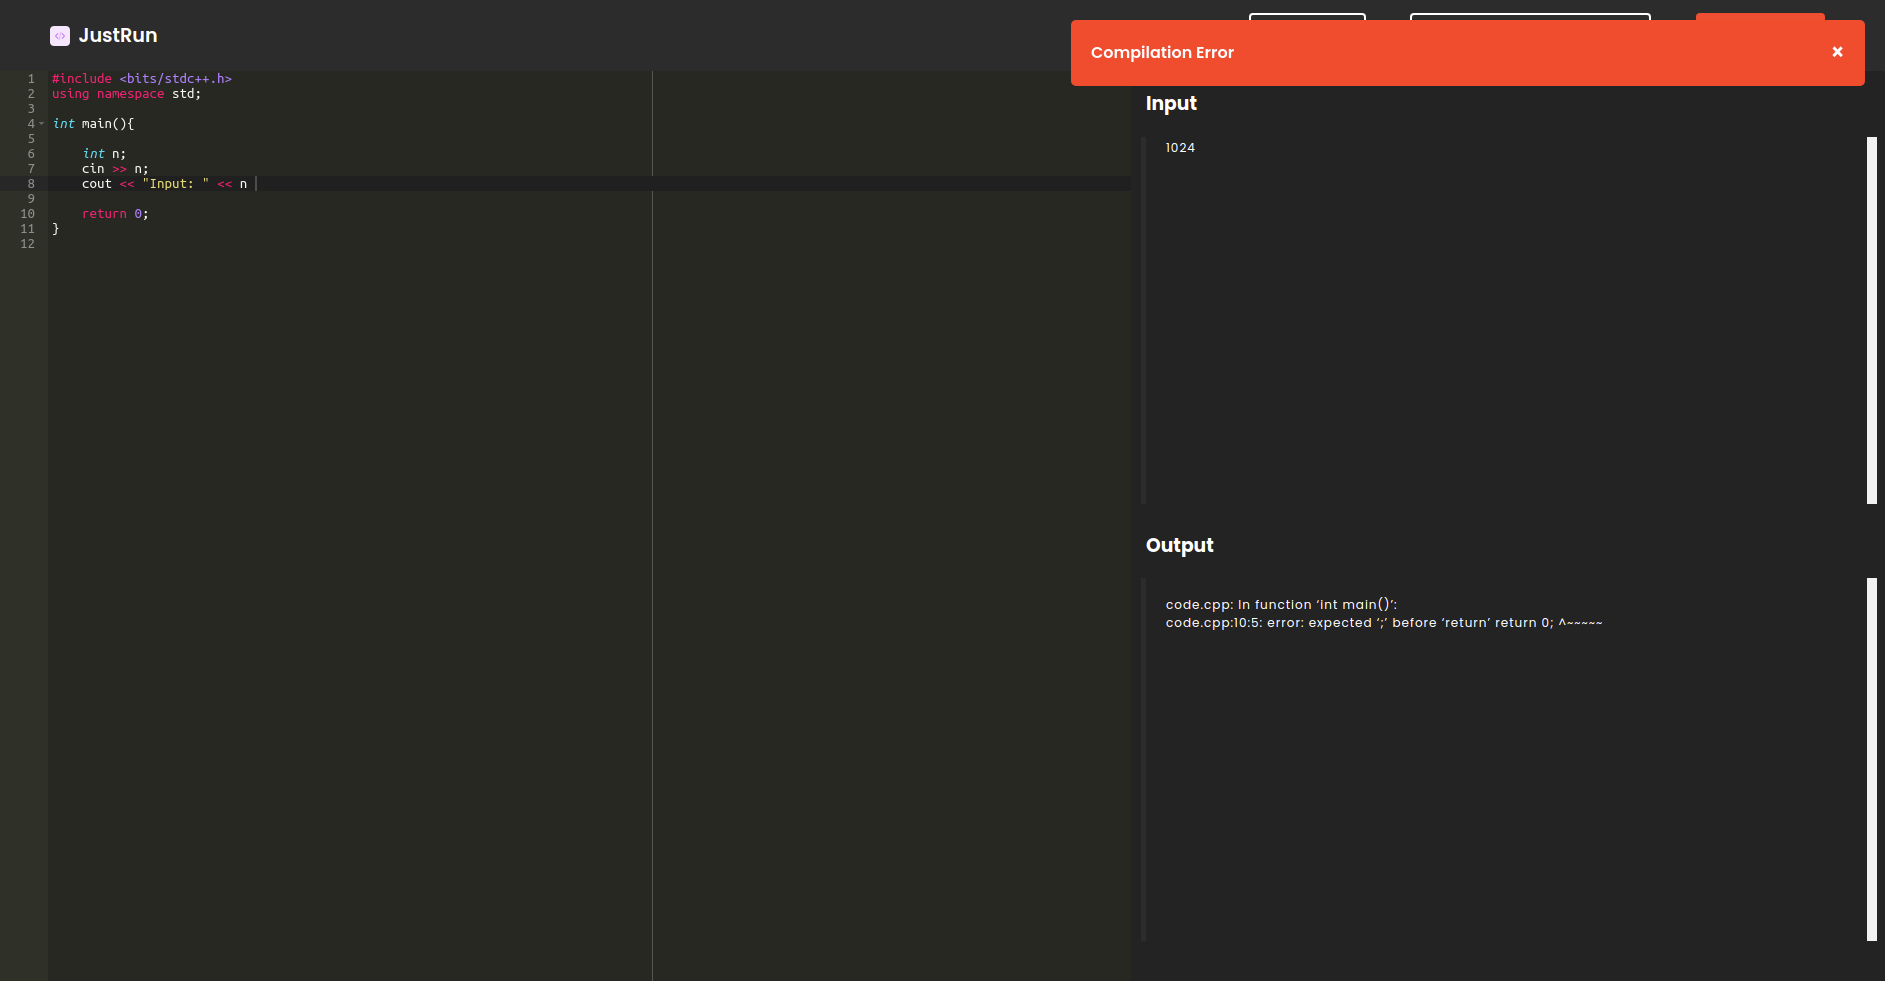 JustRun
Compilation Error
×
1 #include <bits/stdc++.h>
2 using namespace std;
3
4 int main(){
5
6     int n;
7     cin >> n;
8     cout << "Input: " << n
9
10     return 0;
11 }
12
Input
1024
Output
code.cpp: In function ‘int main()’:
code.cpp:10:5: error: expected ‘;’ before ‘return’ return 0; ^~~~~~